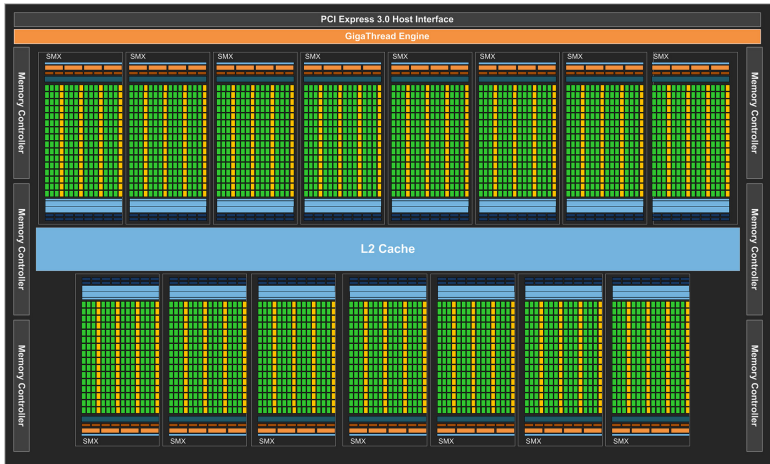 PCI Express 3.0 Host Interface
GigaThread Engine
SMX
SMX
SMX
SMX
SMX
SMX
SMX
SMX
Memory Controller
Memory Controller
Memory Controller
Memory Controller
L2 Cache
Memory Controller
Memory Controller
SMX
SMX
SMX
SMX
SMX
SMX
SMX